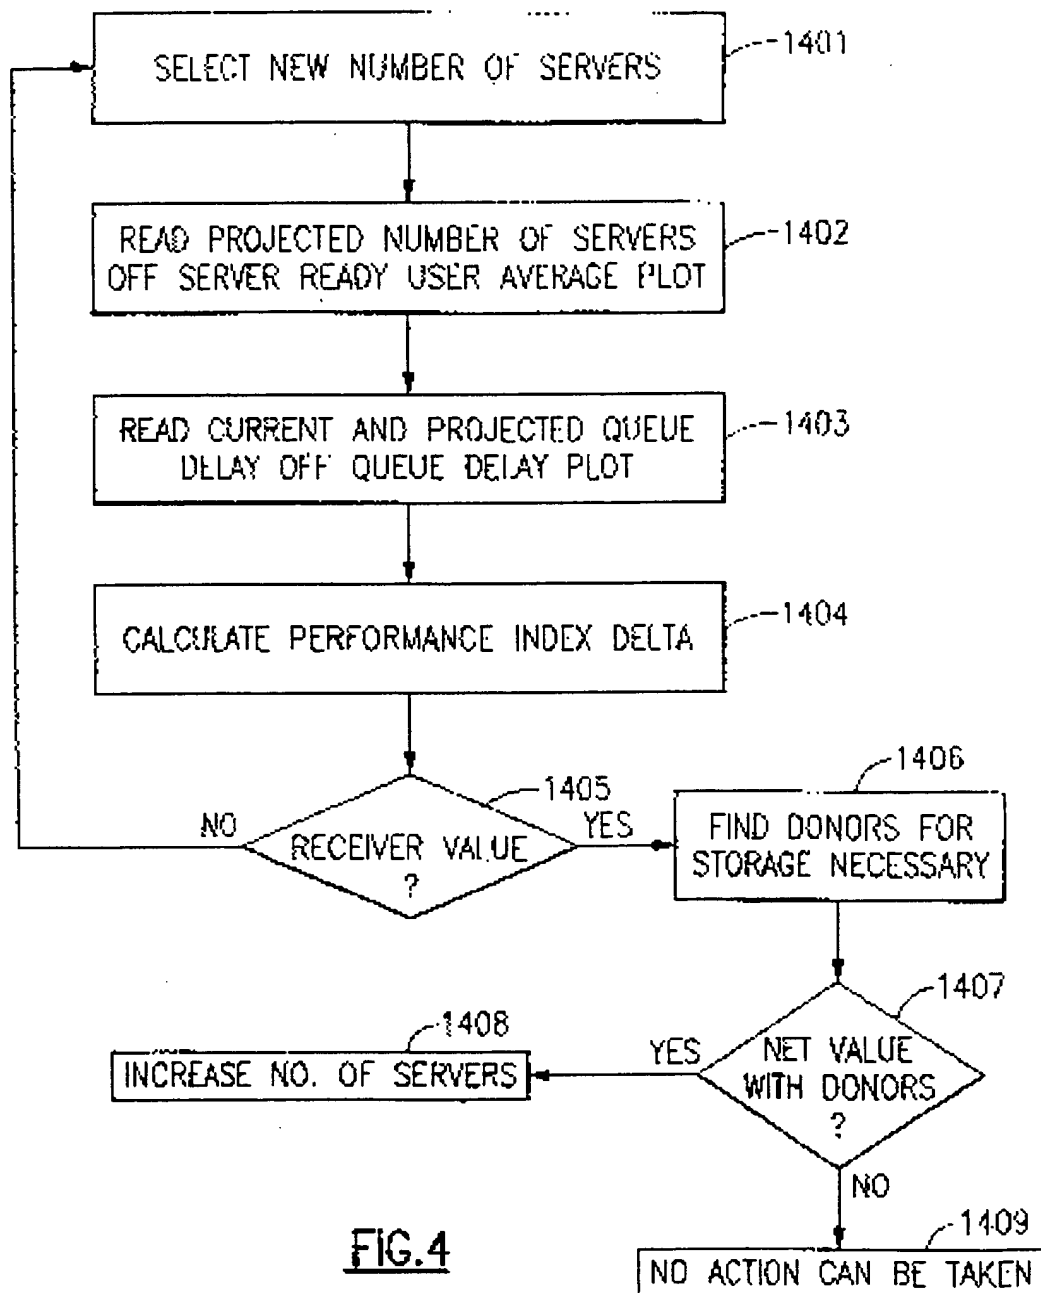 SELECT NEW NUMBER OF SERVERS
1401
READ PROJECTED NUMBER OF SERVERS
OFF SERVER READY USER AVERAGE PLOT
1402
READ CURRENT AND PROJECTED QUEUE
DELAY OFF QUEUE DELAY PLOT
1403
CALCULATE PERFORMANCE INDEX DELTA
1404
RECEIVER VALUE
?
1405
NO
YES
FIND DONORS FOR
STORAGE NECESSARY
1406
NET VALUE
WITH DONORS
?
1407
YES
NO
INCREASE NO. OF SERVERS
1408
NO ACTION CAN BE TAKEN
1409
FIG.4